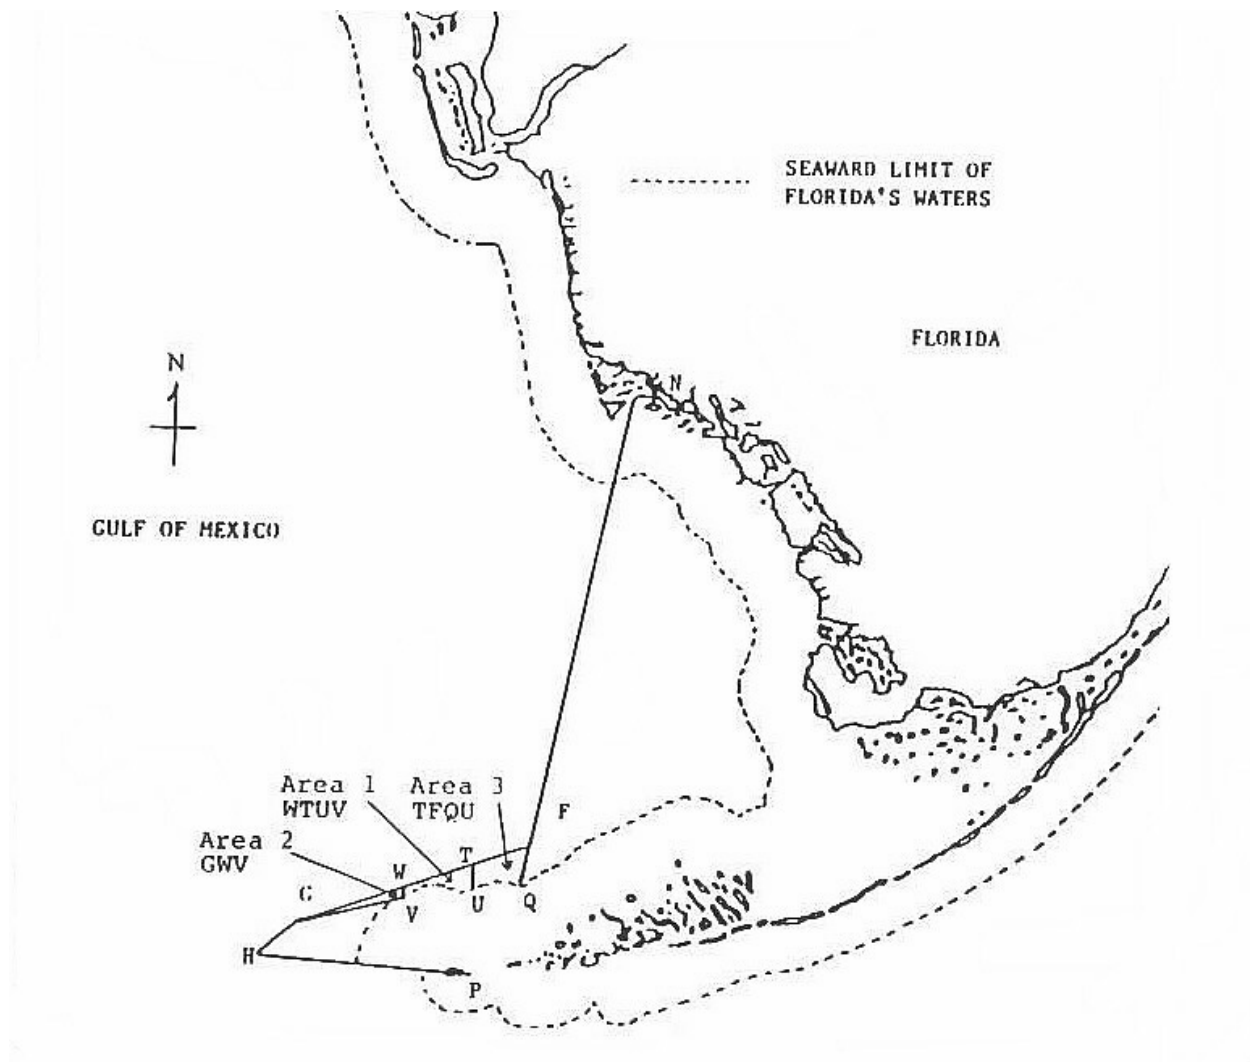 SEAWARD LIMIT OF
FLORIDA'S WATERS
FLORIDA
N
N
GULF OF MEXICO
Area 1
WTUV
Area 3
TFQU
F
Area 2
GWV
W
T
G
V
U
Q
H
P